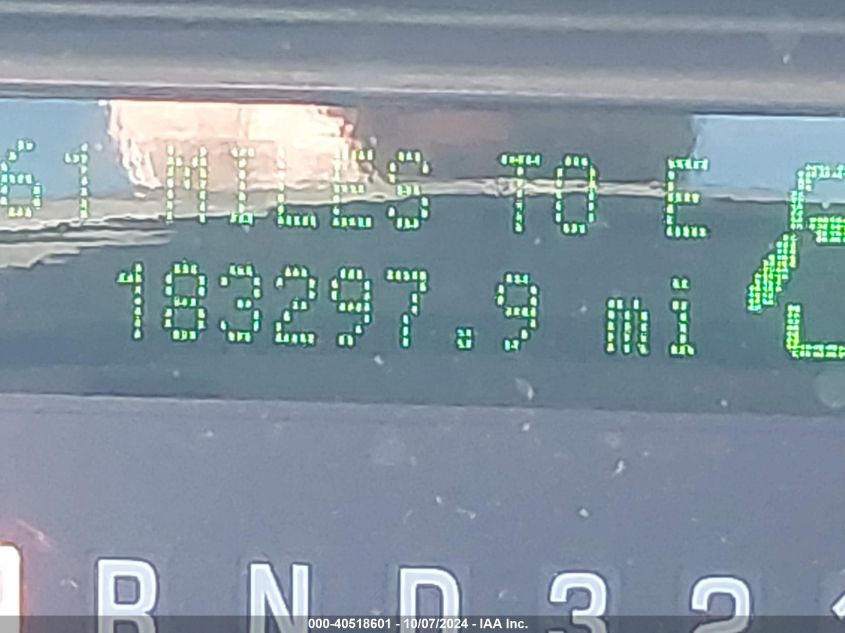 61 MILES TO E
183297.9 mi
R N D 3 2
000-40518601 - 10/07/2024 - IAA Inc.